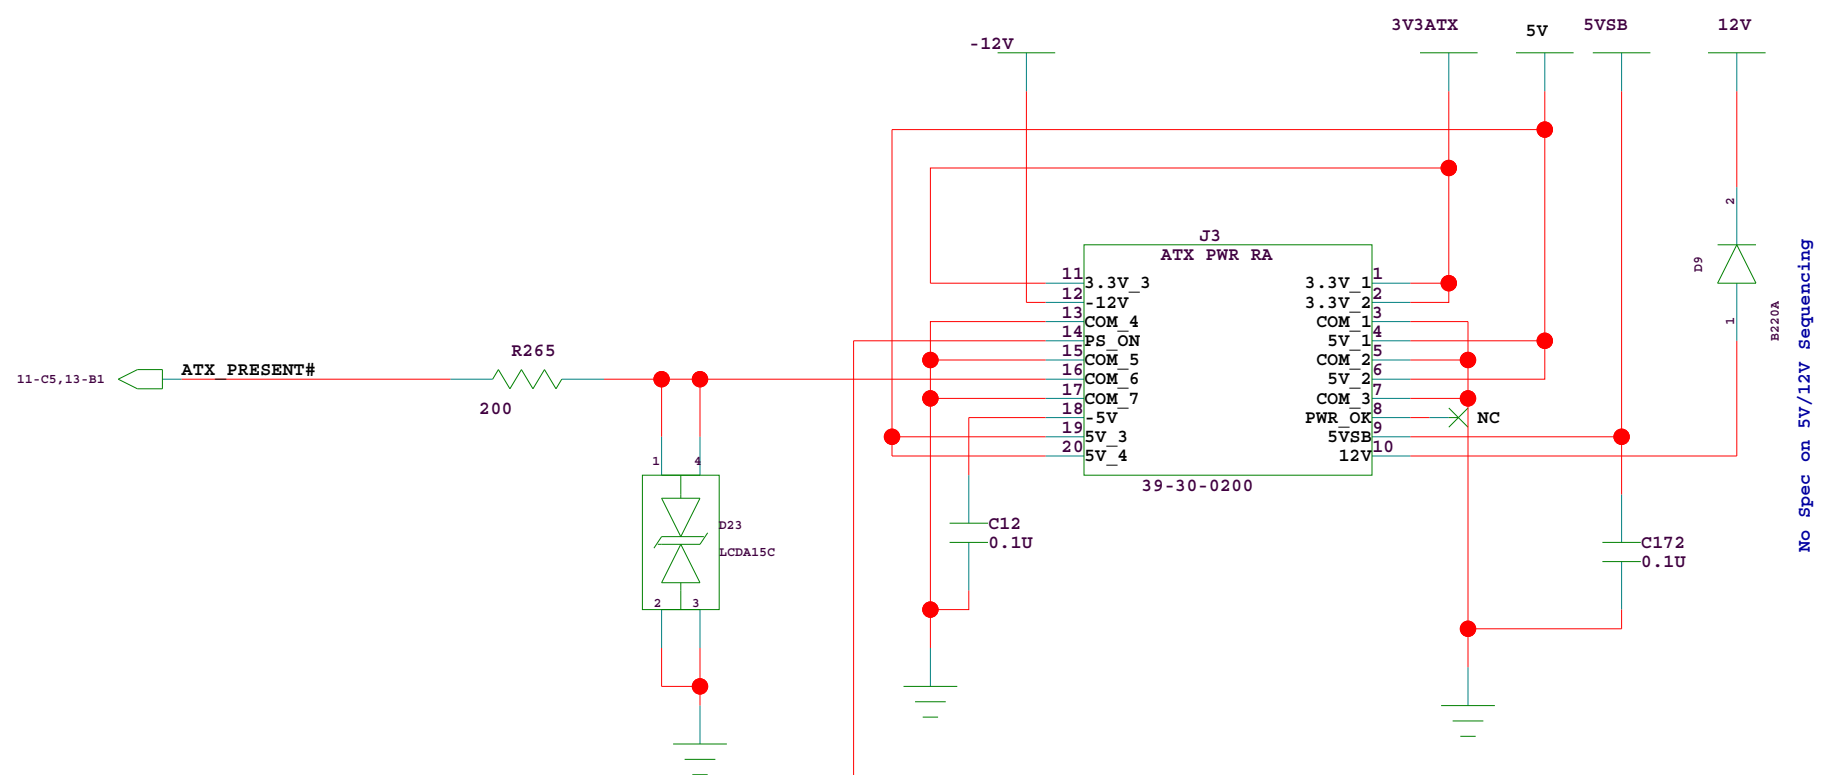 -12V
3V3ATX
5V
5VSB
12V
J3
ATX PWR RA
11
3.3V_3
12
-12V
13
COM_4
14
PS_ON
15
COM_5
16
COM_6
17
COM_7
18
-5V
19
5V_3
20
5V_4
3.3V_1
1
3.3V_2
2
COM_1
3
5V_1
4
COM_2
5
5V_2
6
COM_3
7
PWR_OK
8
NC
5VSB
9
12V
10
39-30-0200
2
D9
1
B220A
No Spec on 5V/12V Sequencing
11-C5,13-B1
ATX_PRESENT#
R265
200
1
4
D23
LCDA15C
2
3
C12
0.1U
C172
0.1U